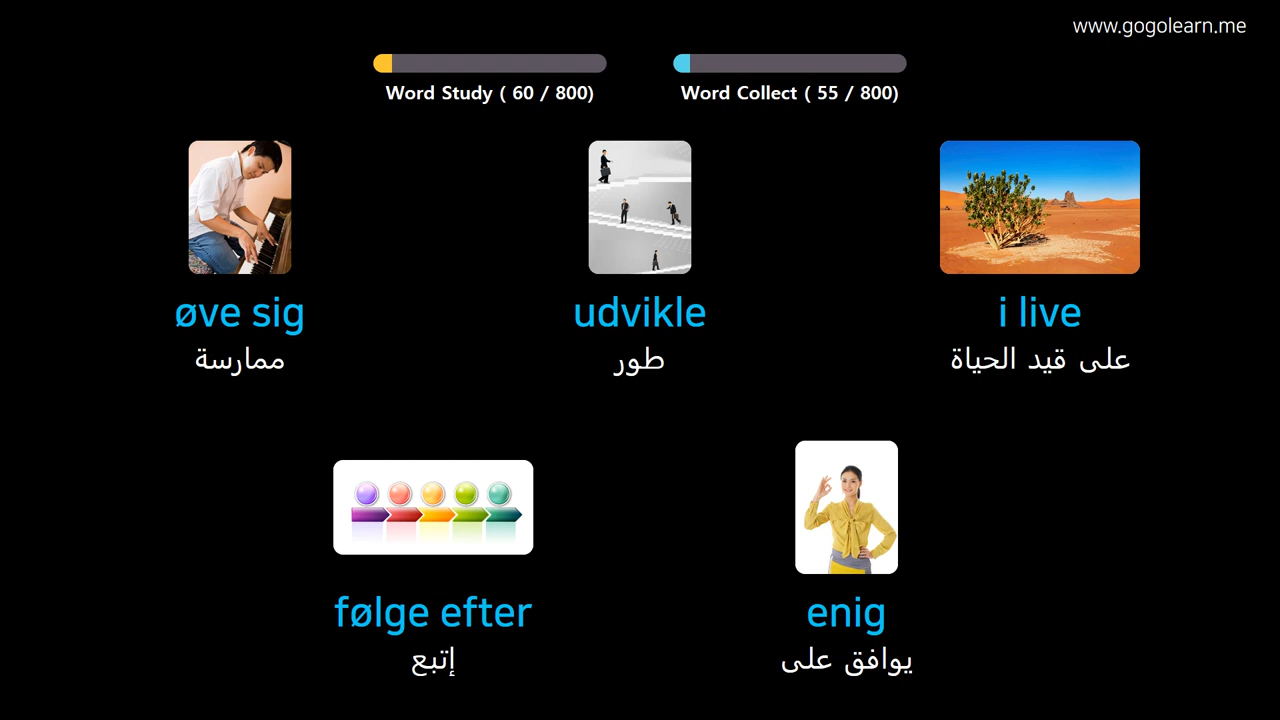 www.gogolearn.me
Word Study ( 60 / 800)
Word Collect ( 55 / 800)
øve sig
ممارسة
udvikle
طور
i live
على قيد الحياة
følge efter
إتبع
enig
يوافق على